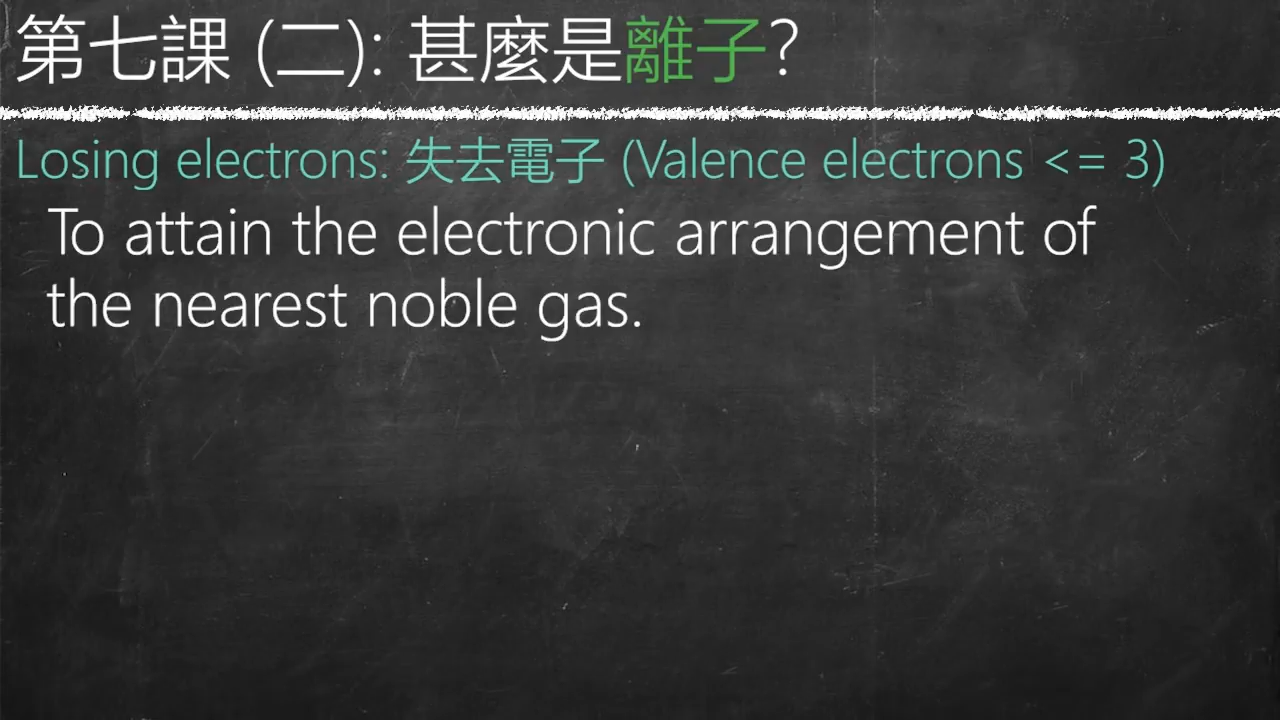 第七課 (二): 甚麼是離子?
Losing electrons: 失去電子 (Valence electrons <= 3)
To attain the electronic arrangement of
the nearest noble gas.